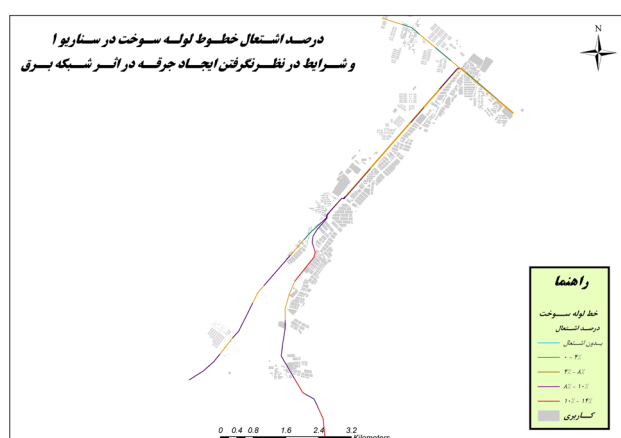 درصد اشتعال خطوط لوله سوخت در سناریو ۱
و شرایط در نظر نگرفتن ایجاد جرقه در اثر شبکه برق
N
راهنما
خط لوله سوخت
درصد اشتعال
بدون اشتعال
۰ - ۴٪
۴٪ - ۸٪
۸٪ - ۱۰٪
۱۰٪ - ۱۴٪
کاربری
0 0.4 0.8 1.6 2.4 3.2
Kilometers